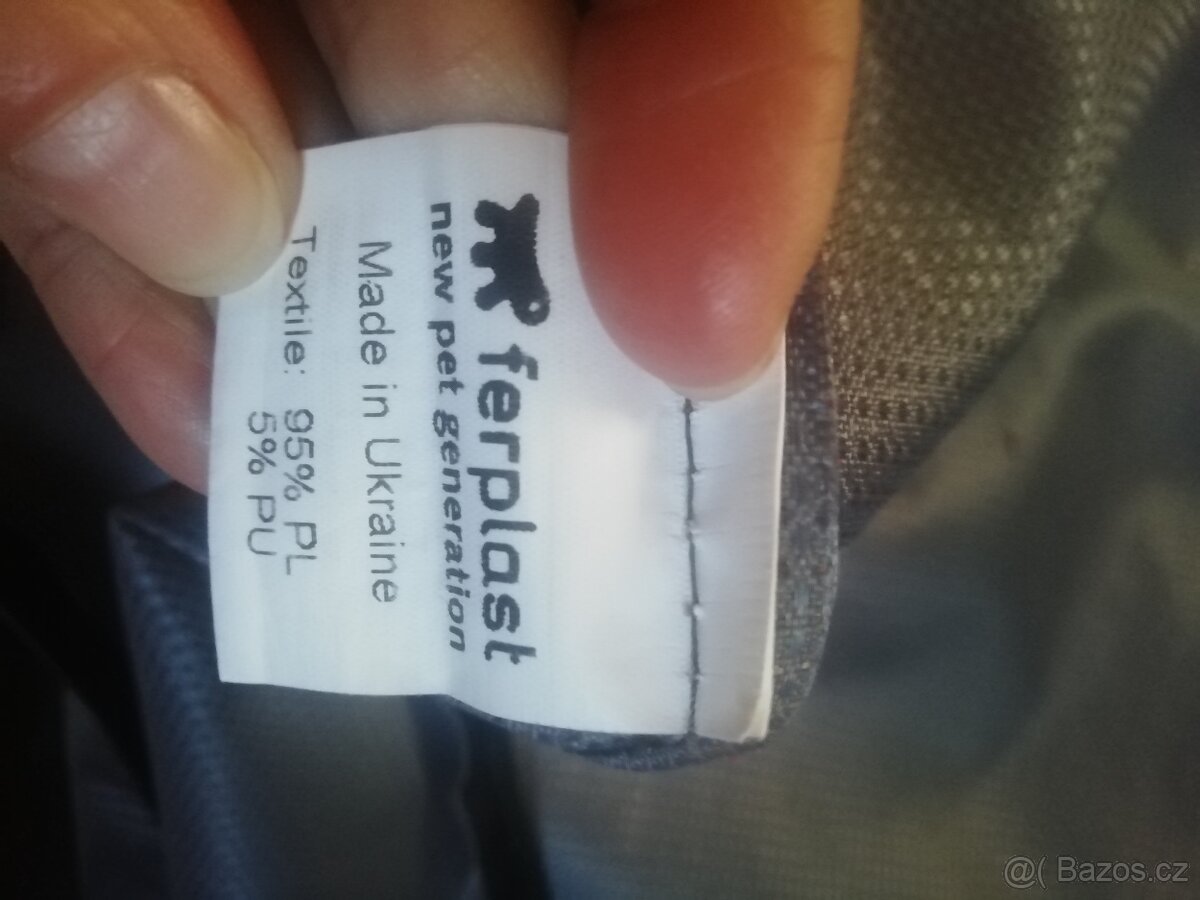 ferplast
new pet generation
Made in Ukraine
Textile: 95% PL
5% PU
@( Bazos.cz